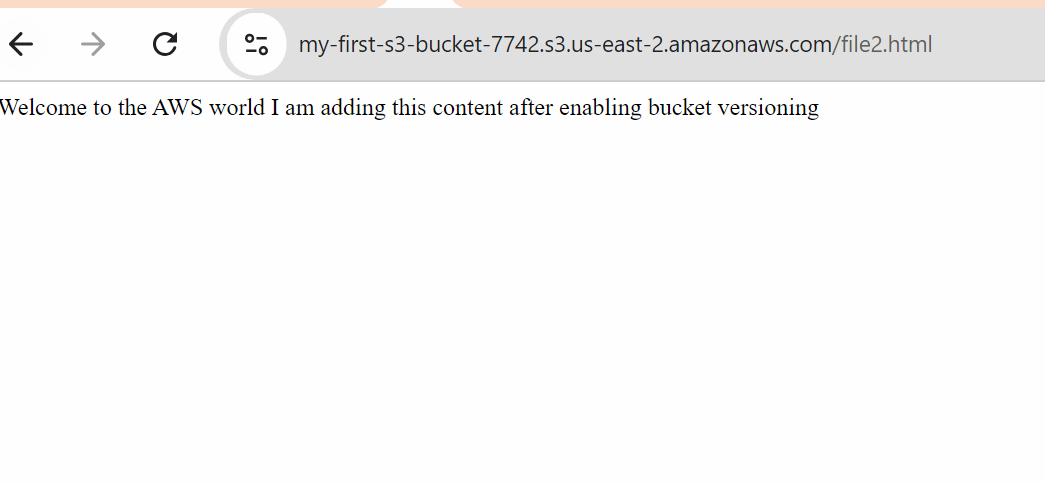 my-first-s3-bucket-7742.s3.us-east-2.amazonaws.com/file2.html
Welcome to the AWS world I am adding this content after enabling bucket versioning